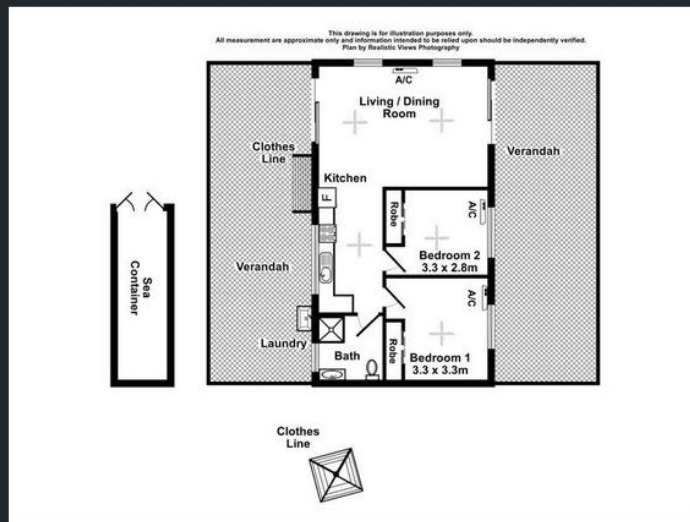 This drawing is for illustration purposes only.
All measurement are approximate only and information intended to be relied upon should be independently verified.
Plan by Realistic Views Photography
A/C
Living / Dining
Room
Clothes
Line
Verandah
Kitchen
F
Robe
A/C
Bedroom 2
3.3 x 2.8m
Verandah
Sea
Container
A/C
Laundry
Bath
Robe
Bedroom 1
3.3 x 3.3m
Clothes
Line